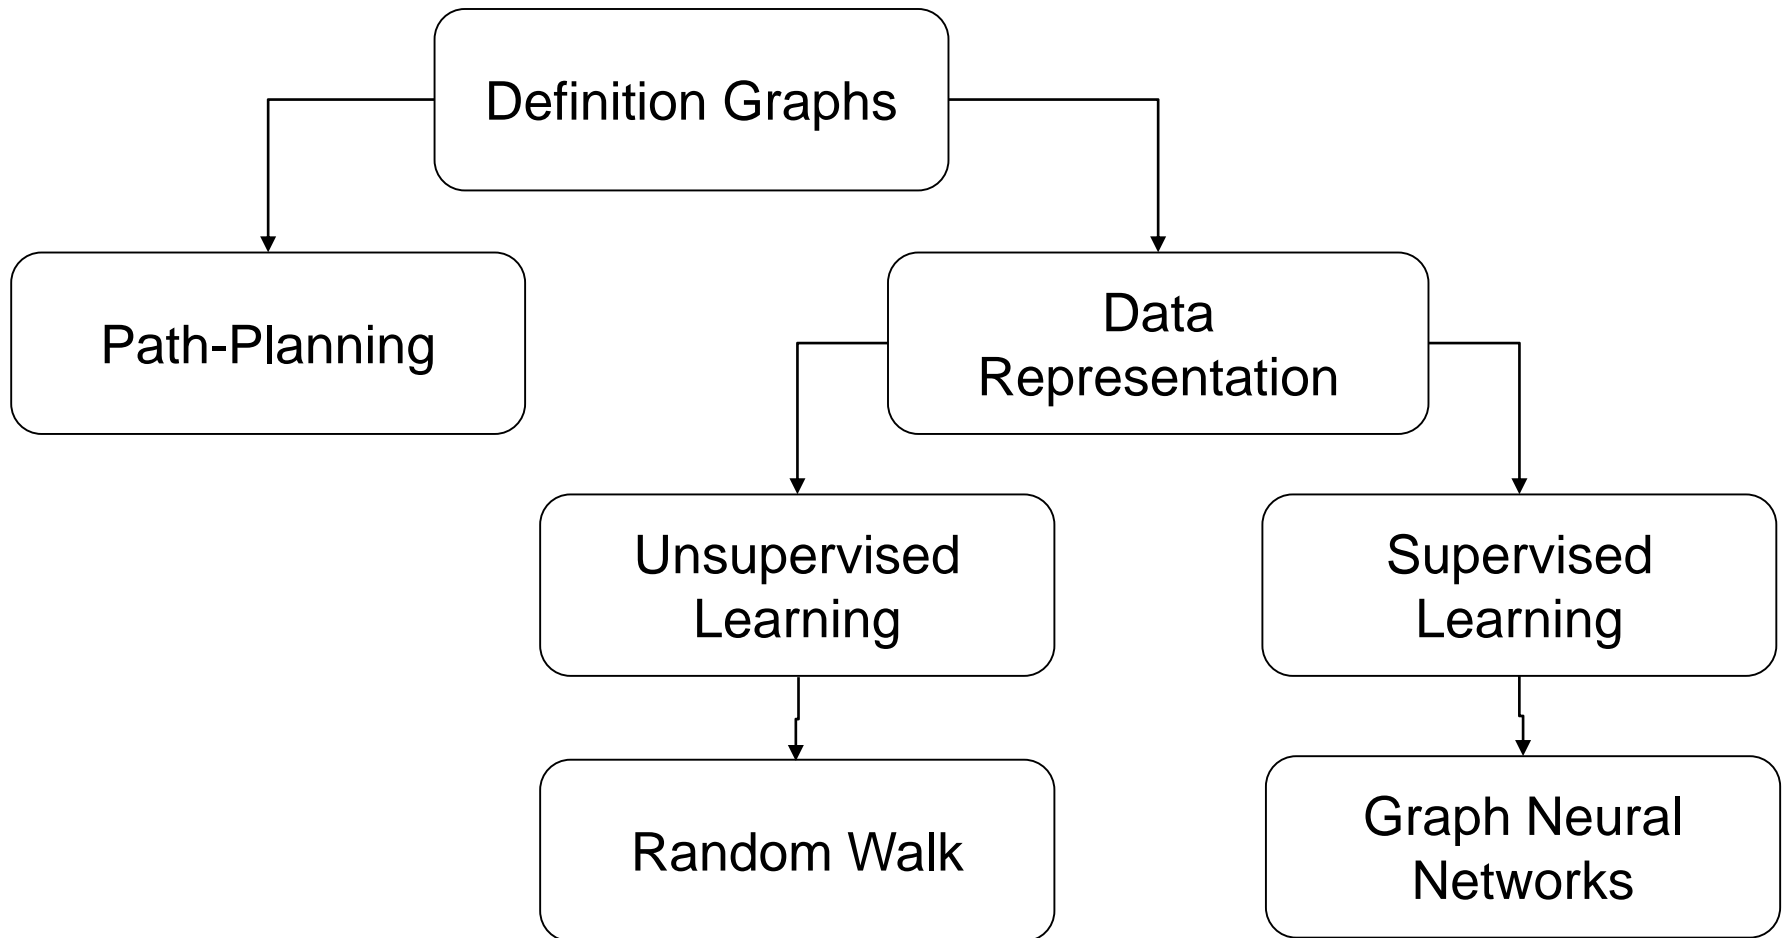 Definition Graphs
Path-Planning
Data
Representation
Unsupervised
Learning
Supervised
Learning
Random Walk
Graph Neural
Networks